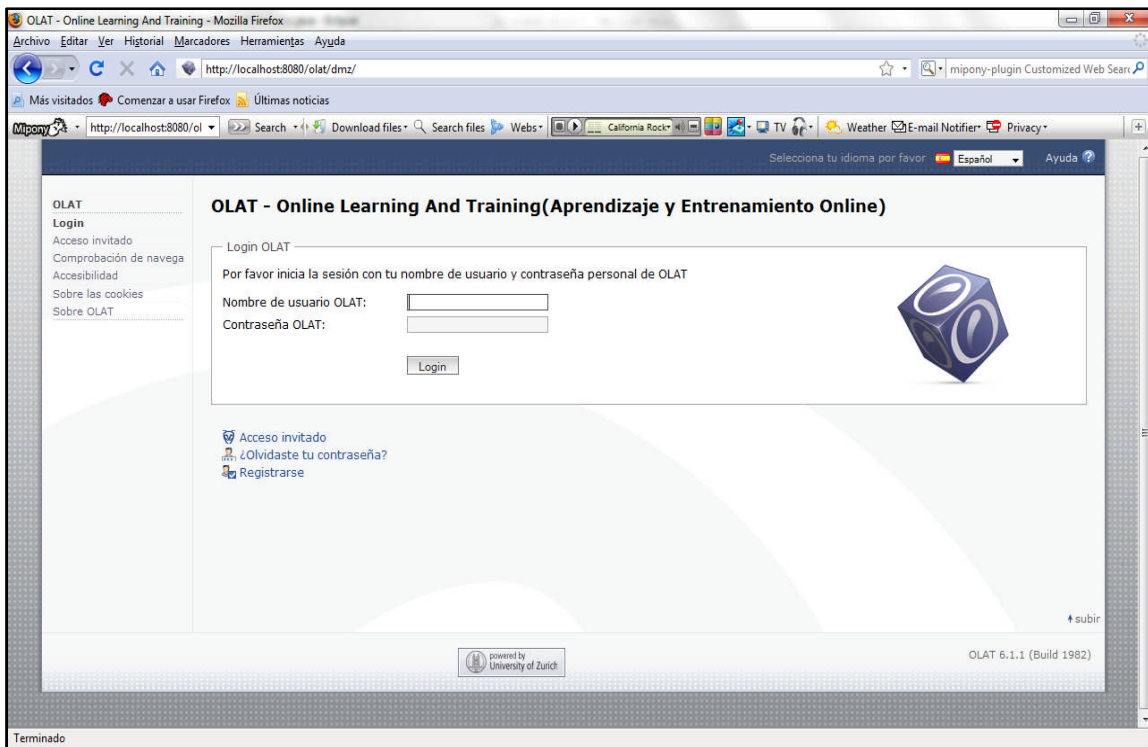 OLAT - Online Learning And Training - Mozilla Firefox
Archivo Editar Ver Historial Marcadores Herramientas Ayuda
http://localhost:8080/olat/dmz/
mipony-plugin Customized Web Searc
Más visitados Comenzar a usar Firefox Últimas noticias
Mipony http://localhost:8080/ol Search Download files Search files Webs California Rock TV Weather E-mail Notifier Privacy
Selecciona tu idioma por favor Español Ayuda
OLAT
Login
Acceso invitado
Comprobación de navega
Accesibilidad
Sobre las cookies
Sobre OLAT
OLAT - Online Learning And Training(Aprendizaje y Entrenamiento Online)
Login OLAT
Por favor inicia la sesión con tu nombre de usuario y contraseña personal de OLAT
Nombre de usuario OLAT:
Contraseña OLAT:
Login
Acceso invitado
¿Olvidaste tu contraseña?
Registrarse
subir
powered by
University of Zurich
OLAT 6.1.1 (Build 1982)
Terminado